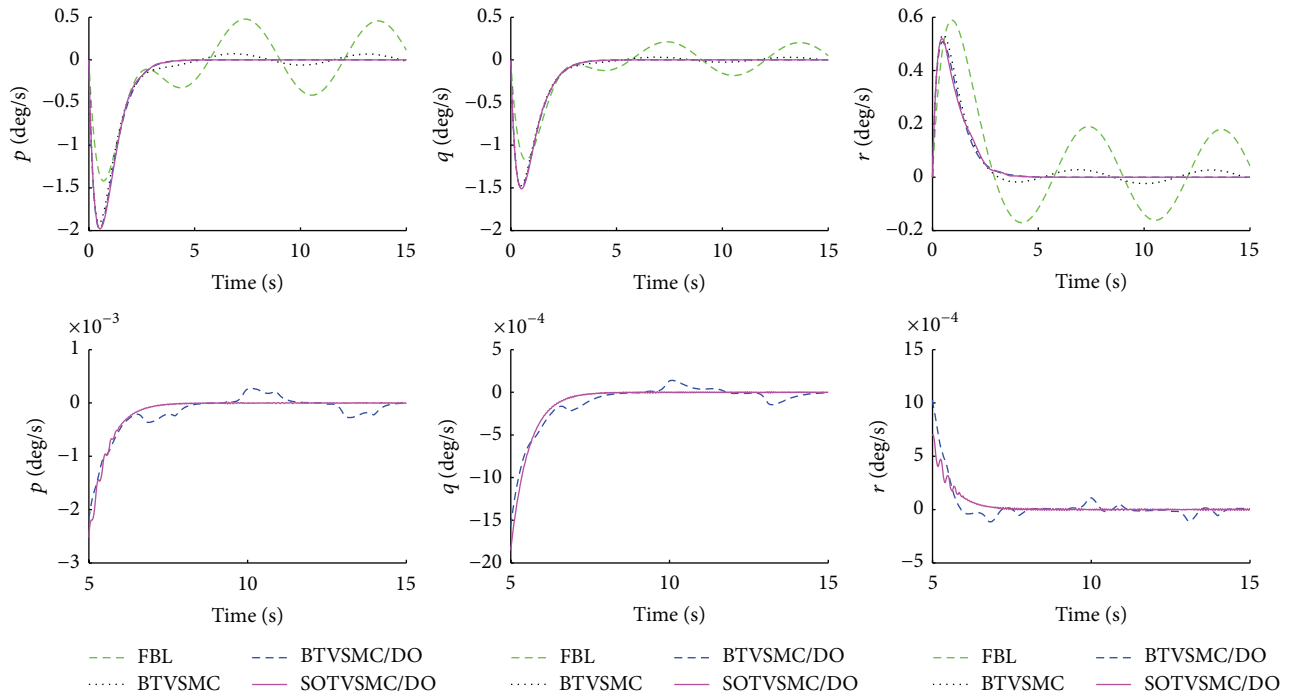 0.5
0
−0.5
−1
−1.5
−2
p (deg/s)
0 5 10 15
Time (s)
0.5
0
−0.5
−1
−1.5
−2
q (deg/s)
0 5 10 15
Time (s)
0.6
0.4
0.2
0
−0.2
r (deg/s)
0 5 10 15
Time (s)
×10−3
1
0
−1
−2
−3
p (deg/s)
5 10 15
Time (s)
×10−4
5
0
−5
−10
−15
−20
q (deg/s)
5 10 15
Time (s)
×10−4
15
10
5
0
−5
r (deg/s)
5 10 15
Time (s)
FBL BTVSMC/DO
BTVSMC SOTVSMC/DO
FBL BTVSMC/DO
BTVSMC SOTVSMC/DO
FBL BTVSMC/DO
BTVSMC SOTVSMC/DO